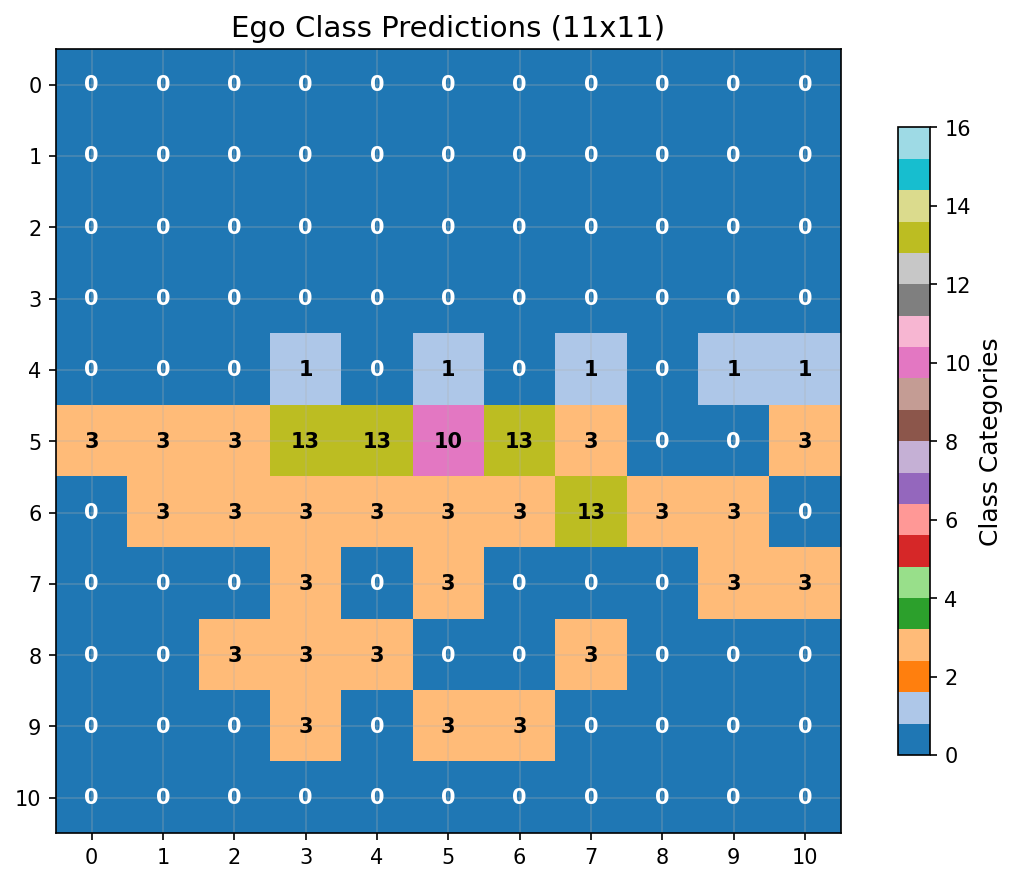 Ego Class Predictions (11x11)
0 0 0 0 0 0 0 0 0 0 0 0
1 0 0 0 0 0 0 0 0 0 0 0
2 0 0 0 0 0 0 0 0 0 0 0
3 0 0 0 0 0 0 0 0 0 0 0
4 0 0 0 1 0 1 0 1 0 1 1
5 3 3 3 13 13 10 13 3 0 0 3
6 0 3 3 3 3 3 3 13 3 3 0
7 0 0 0 3 0 3 0 0 0 3 3
8 0 0 3 3 3 0 0 3 0 0 0
9 0 0 0 3 0 3 3 0 0 0 0
10 0 0 0 0 0 0 0 0 0 0 0
0 1 2 3 4 5 6 7 8 9 10
16
14
12
10
8
6
4
2
0
Class Categories